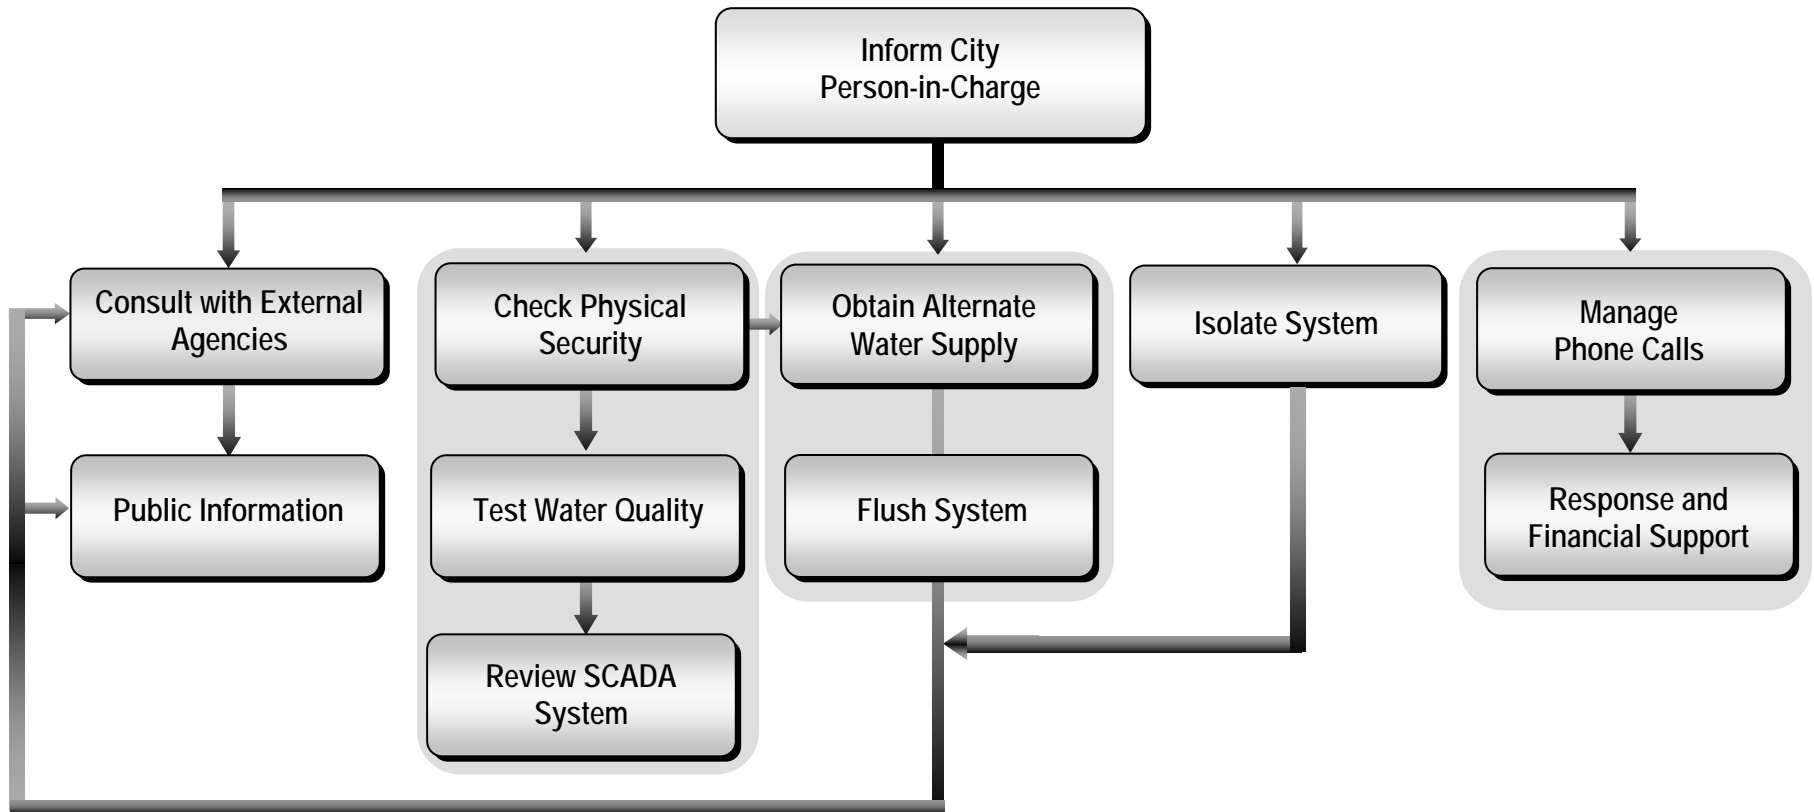 Inform City
Person-in-Charge
Consult with External
Agencies
Check Physical
Security
Obtain Alternate
Water Supply
Isolate System
Manage
Phone Calls
Public Information
Test Water Quality
Flush System
Response and
Financial Support
Review SCADA
System